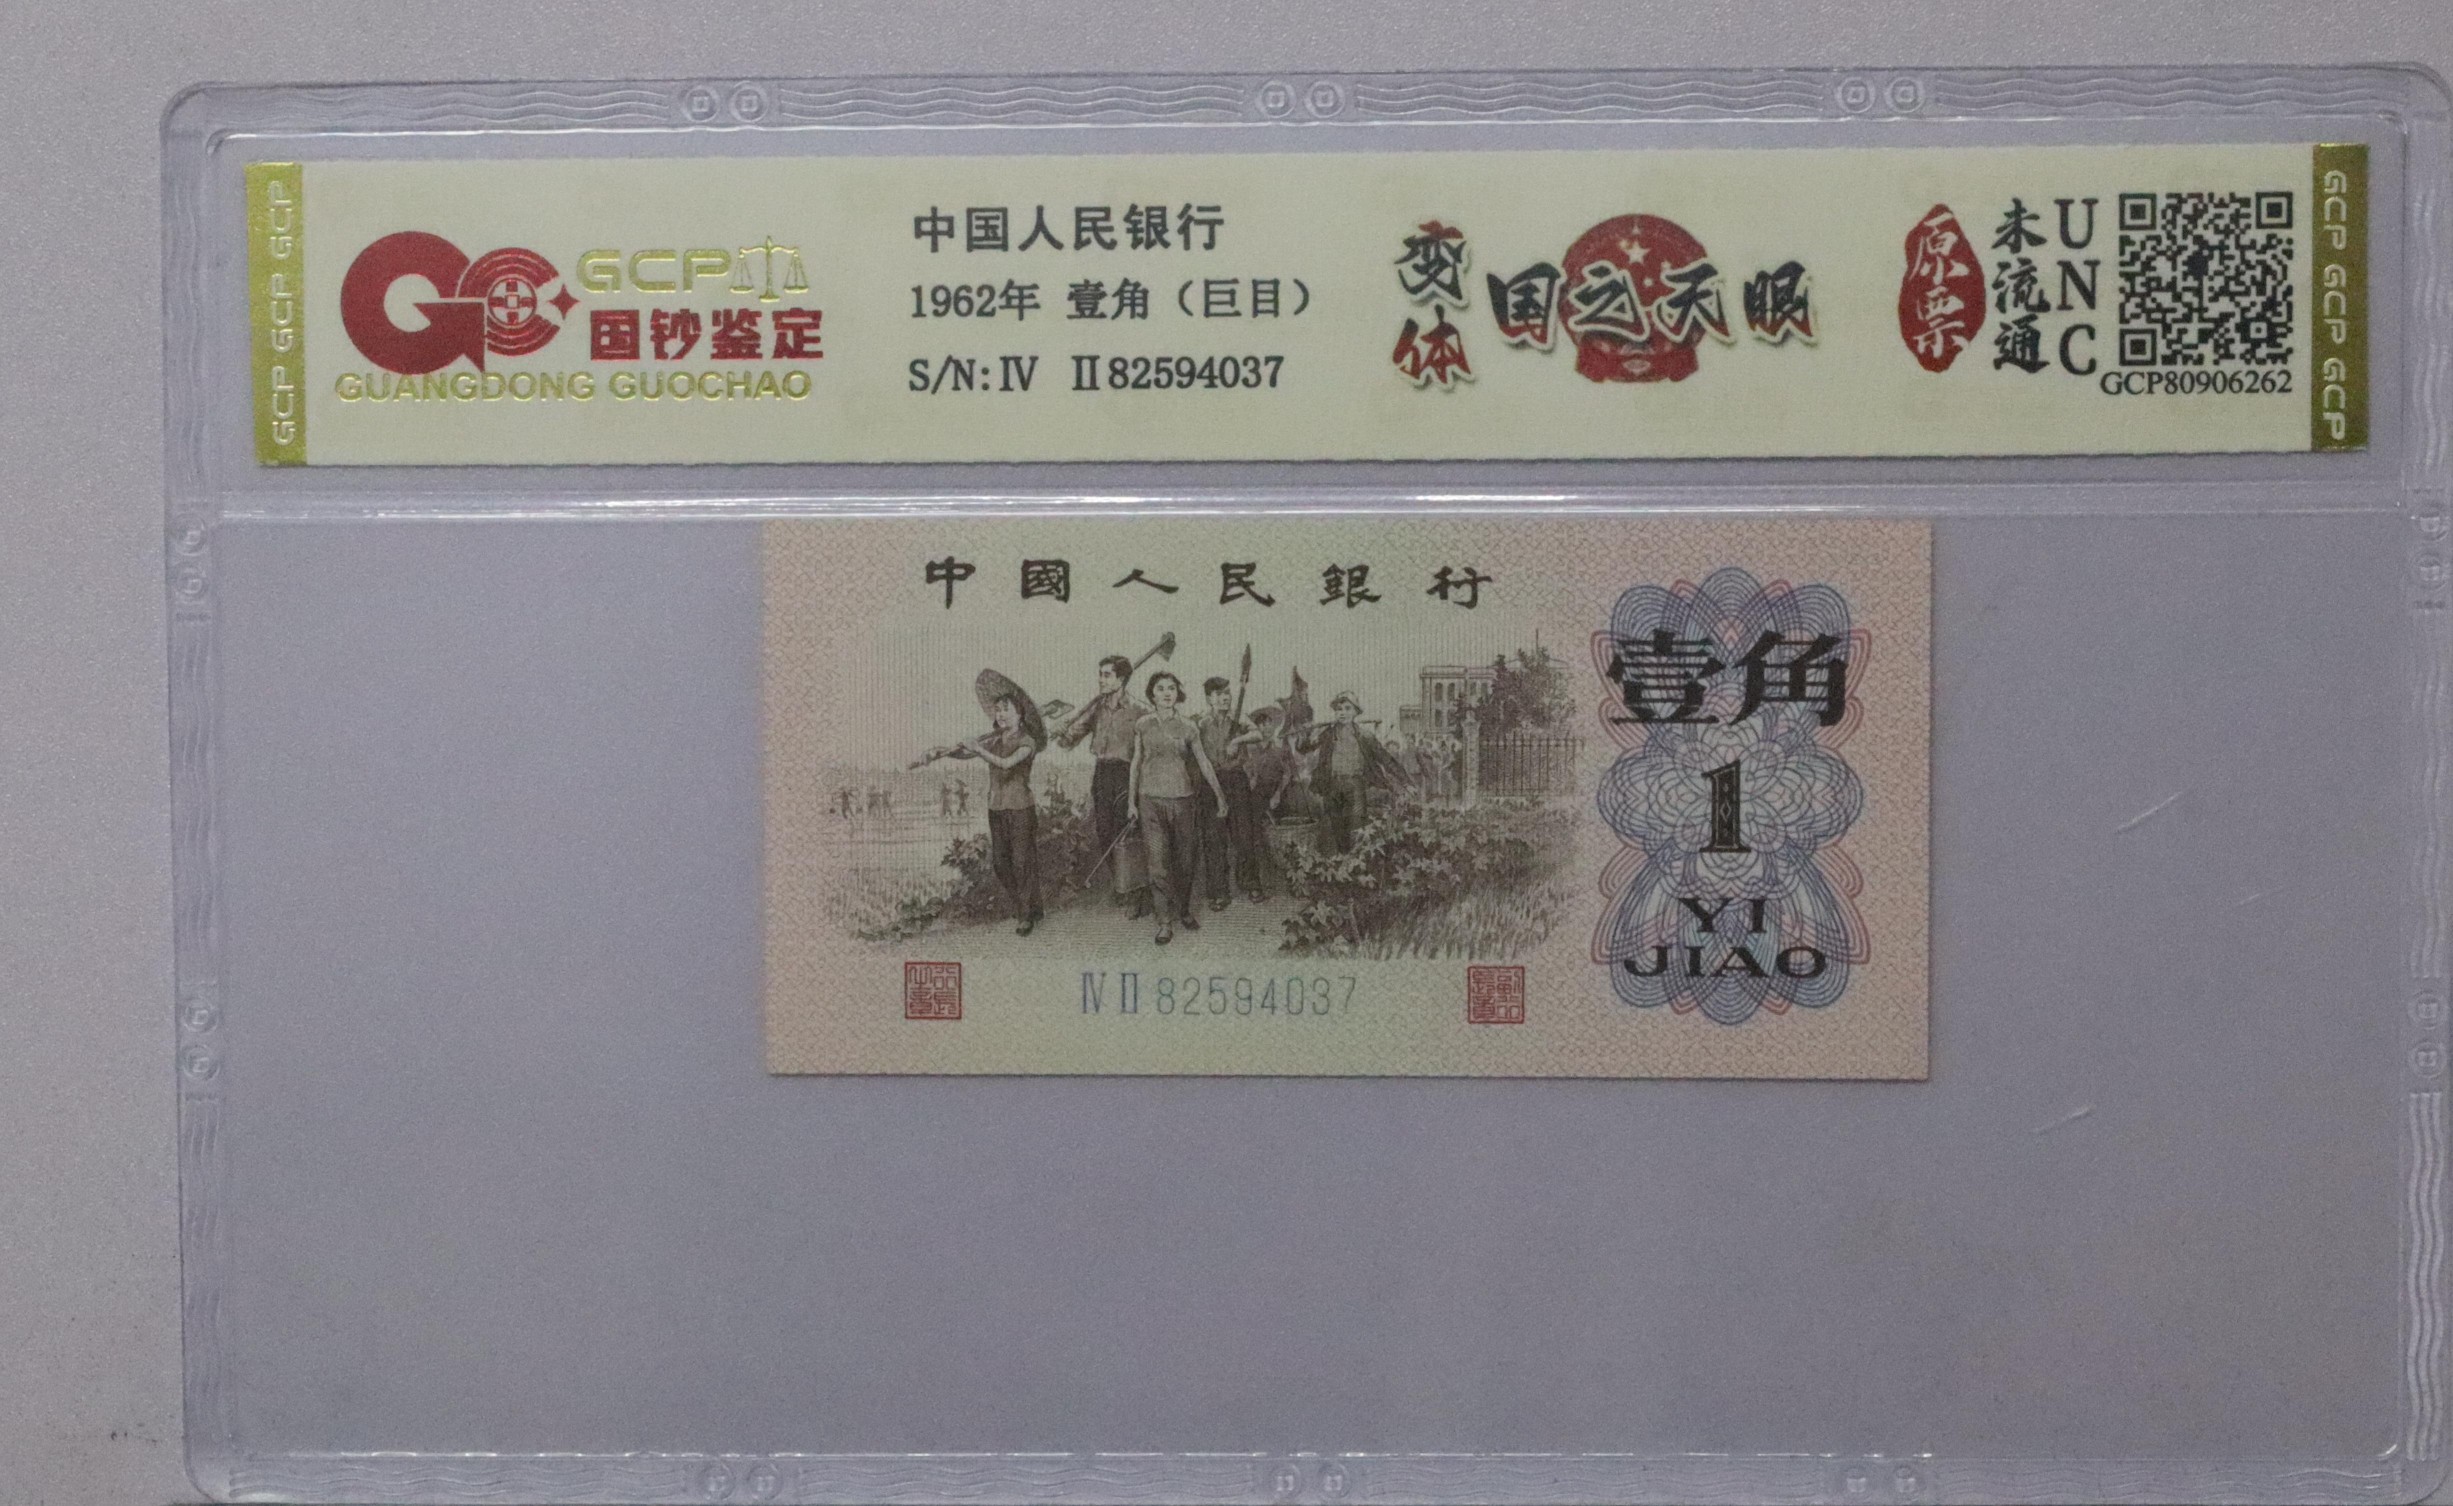 GCP GCP GCP
GCP
国钞鉴定
GUANGDONG GUOCHAO
中国人民银行
1962年 壹角（巨目）
S/N: IV II 82594037
变体
国之天眼
原票
未流通
UNC
GCP80906262
GCP GCP GCP
中國人民銀行
壹角
1
YI
JIAO
IV II 82594037